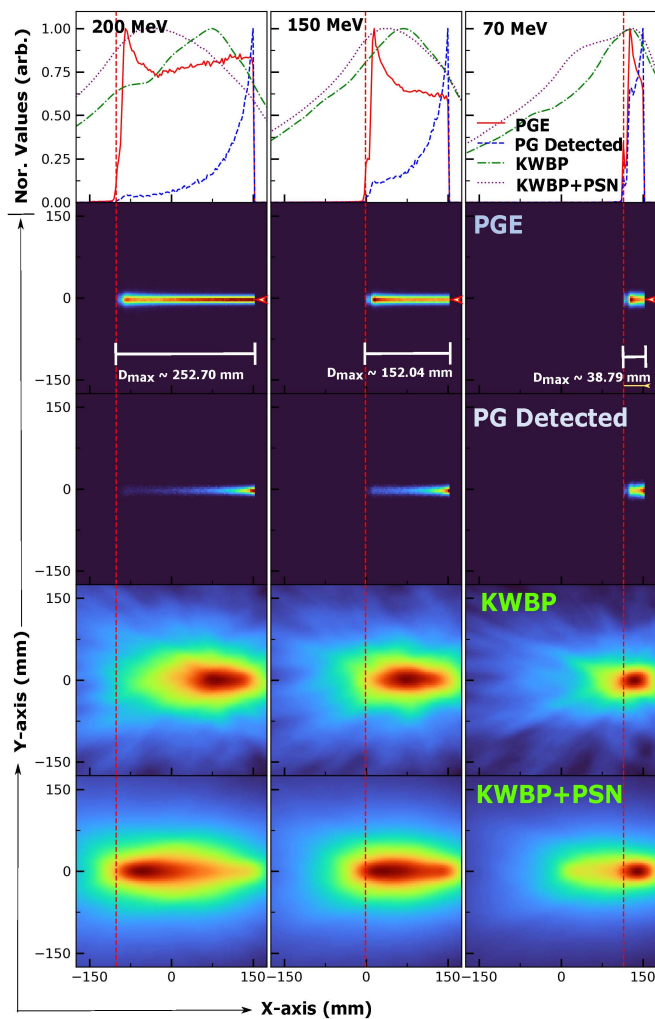 200 MeV
150 MeV
70 MeV
Nor. Values (arb.)
1.00
0.75
0.50
0.25
0.00
PGE
PG Detected
KWBP
KWBP+PSN
150
0
−150
PGE
Dmax ~ 252.70 mm
Dmax ~ 152.04 mm
Dmax ~ 38.79 mm
150
0
−150
PG Detected
150
0
−150
KWBP
150
0
−150
KWBP+PSN
Y-axis (mm)
−150 0 150
−150 0 150
−150 0 150
X-axis (mm)